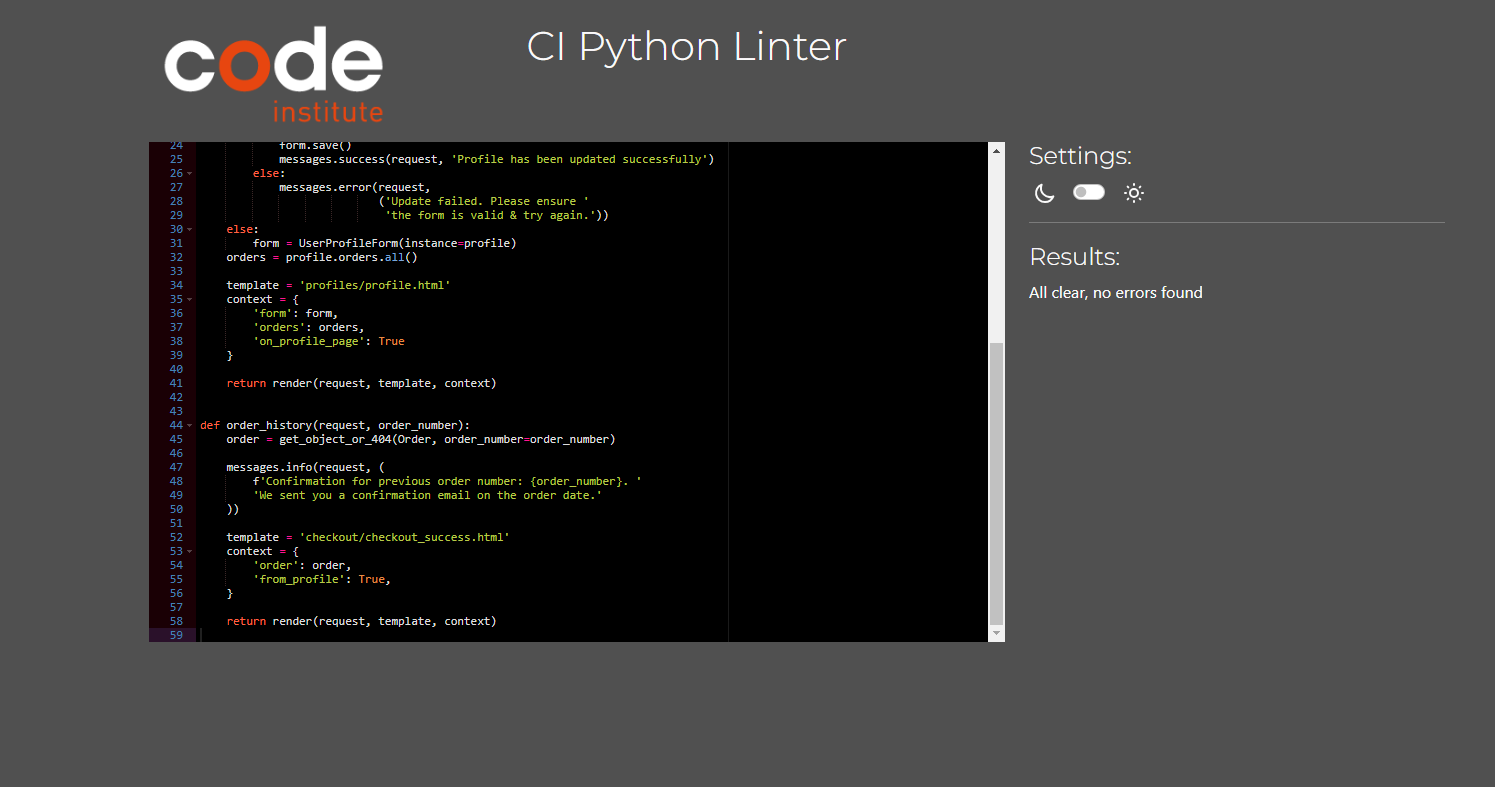 code
institute
CI Python Linter
24 form.save()
25 messages.success(request, 'Profile has been updated successfully')
26 else:
27 messages.error(request,
28 ('Update failed. Please ensure '
29 'the form is valid & try again.'))
30 else:
31 form = UserProfileForm(instance=profile)
32 orders = profile.orders.all()
33
34 template = 'profiles/profile.html'
35 context = {
36 'form': form,
37 'orders': orders,
38 'on_profile_page': True
39 }
40
41 return render(request, template, context)
42
43
44 def order_history(request, order_number):
45 order = get_object_or_404(Order, order_number=order_number)
46
47 messages.info(request, (
48 f'Confirmation for previous order number: {order_number}. '
49 'We sent you a confirmation email on the order date.'
50 ))
51
52 template = 'checkout/checkout_success.html'
53 context = {
54 'order': order,
55 'from_profile': True,
56 }
57
58 return render(request, template, context)
59
Settings:
Results:
All clear, no errors found